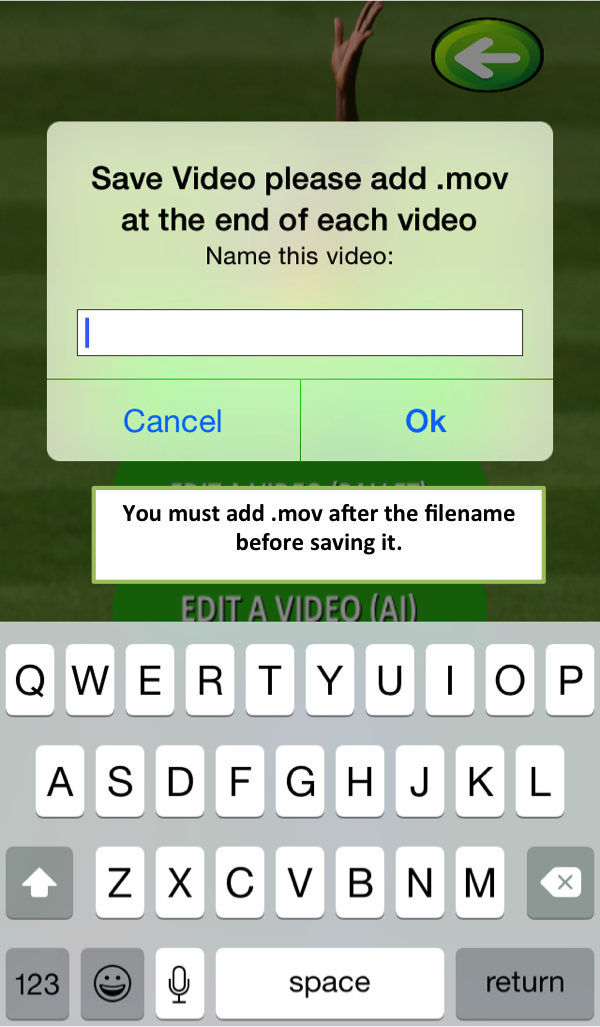 Save Video please add .mov
at the end of each video
Name this video:
Cancel
Ok
You must add .mov after the filename
before saving it.
EDIT A VIDEO (AI)
Q W E R T Y U I O P
A S D F G H J K L
Z X C V B N M
123
space
return